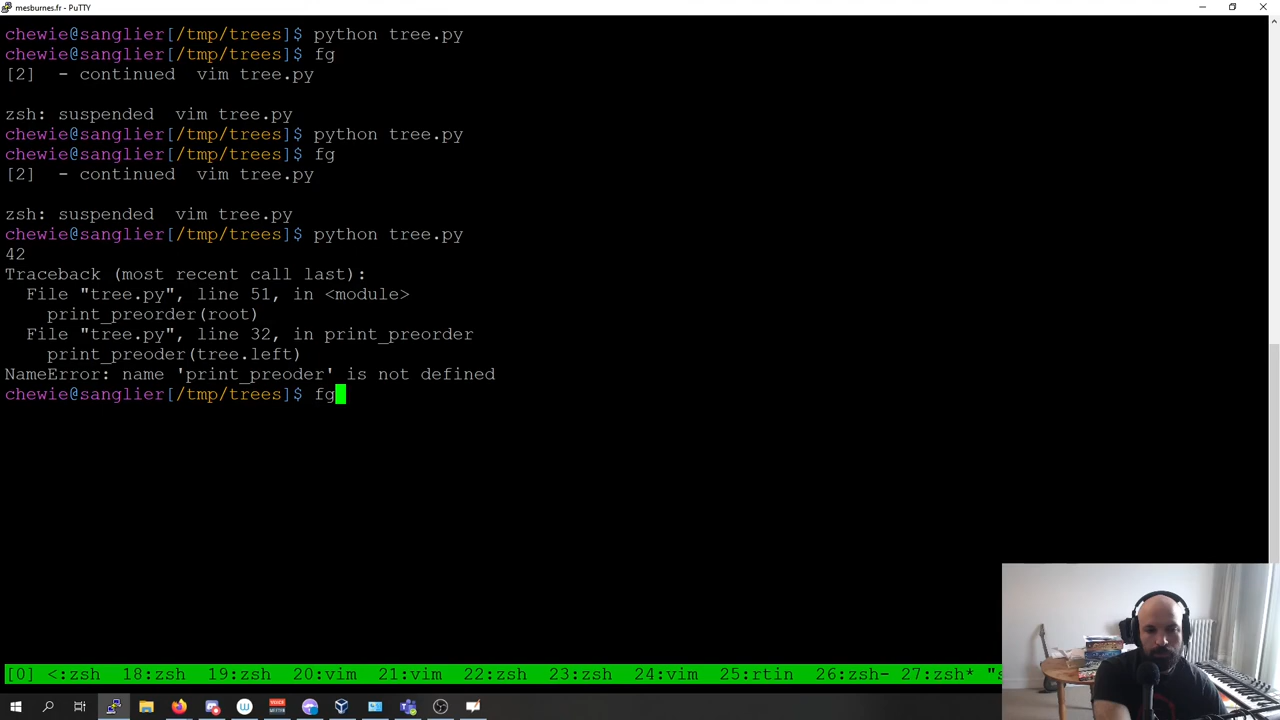 mesburnes.fr - PuTTY
chewie@sanglier[/tmp/trees]$ python tree.py
chewie@sanglier[/tmp/trees]$ fg
[2]  - continued  vim tree.py
zsh: suspended  vim tree.py
chewie@sanglier[/tmp/trees]$ python tree.py
chewie@sanglier[/tmp/trees]$ fg
[2]  - continued  vim tree.py
zsh: suspended  vim tree.py
chewie@sanglier[/tmp/trees]$ python tree.py
42
Traceback (most recent call last):
  File "tree.py", line 51, in <module>
    print_preorder(root)
  File "tree.py", line 32, in print_preorder
    print_preoder(tree.left)
NameError: name 'print_preoder' is not defined
chewie@sanglier[/tmp/trees]$ fg
[0] <:zsh  18:zsh  19:zsh  20:vim  21:vim  22:zsh  23:zsh  24:vim  25:rtin  26:zsh- 27:zsh* "s